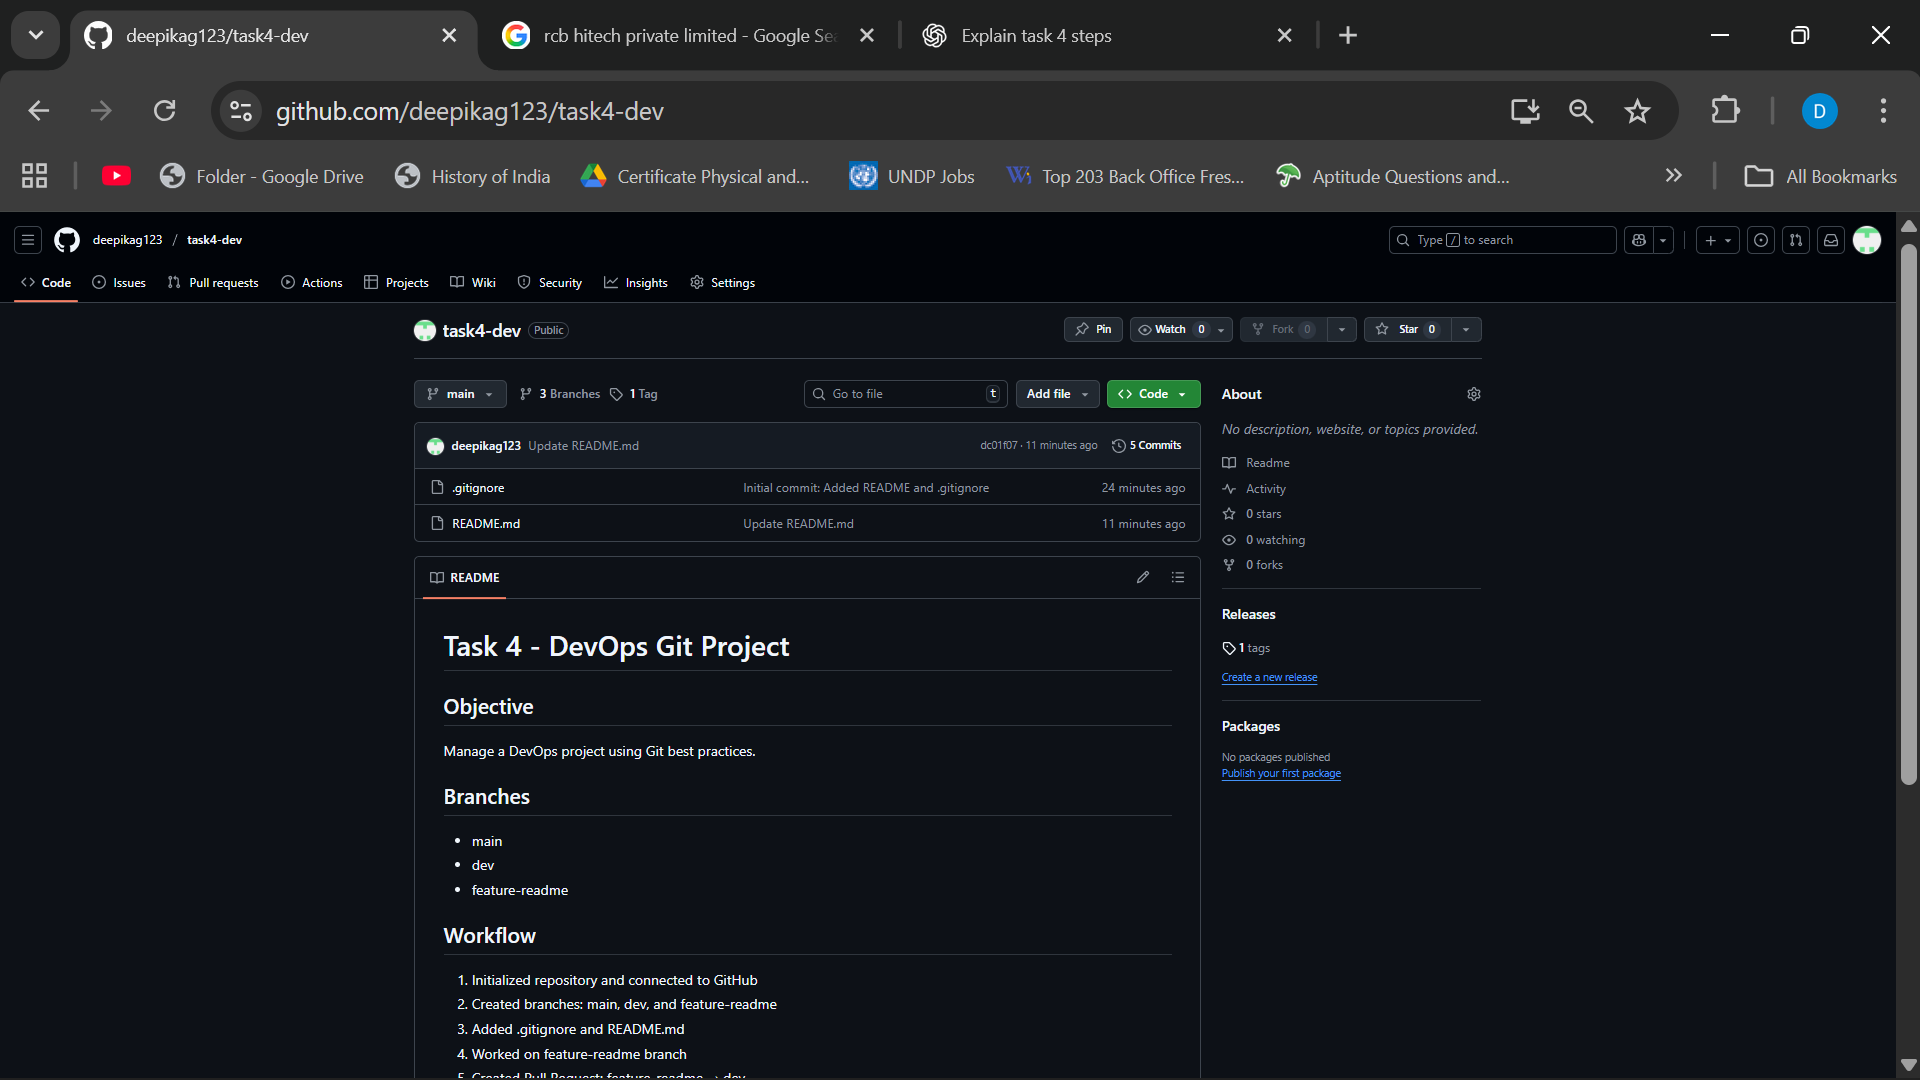 deepikag123/task4-dev
rcb hitech private limited - Google Se
Explain task 4 steps
github.com/deepikag123/task4-dev
D
Folder - Google Drive
History of India
Certificate Physical and...
UNDP Jobs
Top 203 Back Office Fres...
Aptitude Questions and...
All Bookmarks
deepikag123 / task4-dev
Type / to search
Code
Issues
Pull requests
Actions
Projects
Wiki
Security
Insights
Settings
task4-dev Public
Pin
Watch 0
Fork 0
Star 0
main
3 Branches
1 Tag
Go to file t
Add file
Code
About
No description, website, or topics provided.
deepikag123 Update README.md dc01f07 · 11 minutes ago 5 Commits
.gitignore Initial commit: Added README and .gitignore 24 minutes ago
README.md Update README.md 11 minutes ago
Readme
Activity
0 stars
0 watching
0 forks
Releases
1 tags
Create a new release
Packages
No packages published
Publish your first package
README
Task 4 - DevOps Git Project
Objective
Manage a DevOps project using Git best practices.
Branches
• main
• dev
• feature-readme
Workflow
1. Initialized repository and connected to GitHub
2. Created branches: main, dev, and feature-readme
3. Added .gitignore and README.md
4. Worked on feature-readme branch
5. Created Pull Request: feature-readme → dev